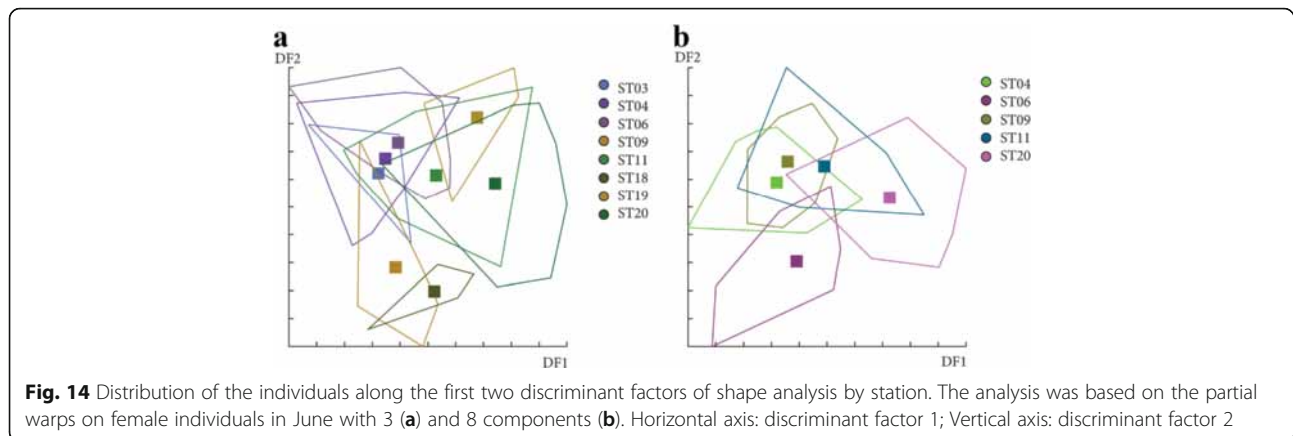 a
DF2
ST03
ST04
ST06
ST09
ST11
ST18
ST19
ST20
DF1
b
DF2
ST04
ST06
ST09
ST11
ST20
DF1
Fig. 14 Distribution of the individuals along the first two discriminant factors of shape analysis by station. The analysis was based on the partial
warps on female individuals in June with 3 (a) and 8 components (b). Horizontal axis: discriminant factor 1; Vertical axis: discriminant factor 2